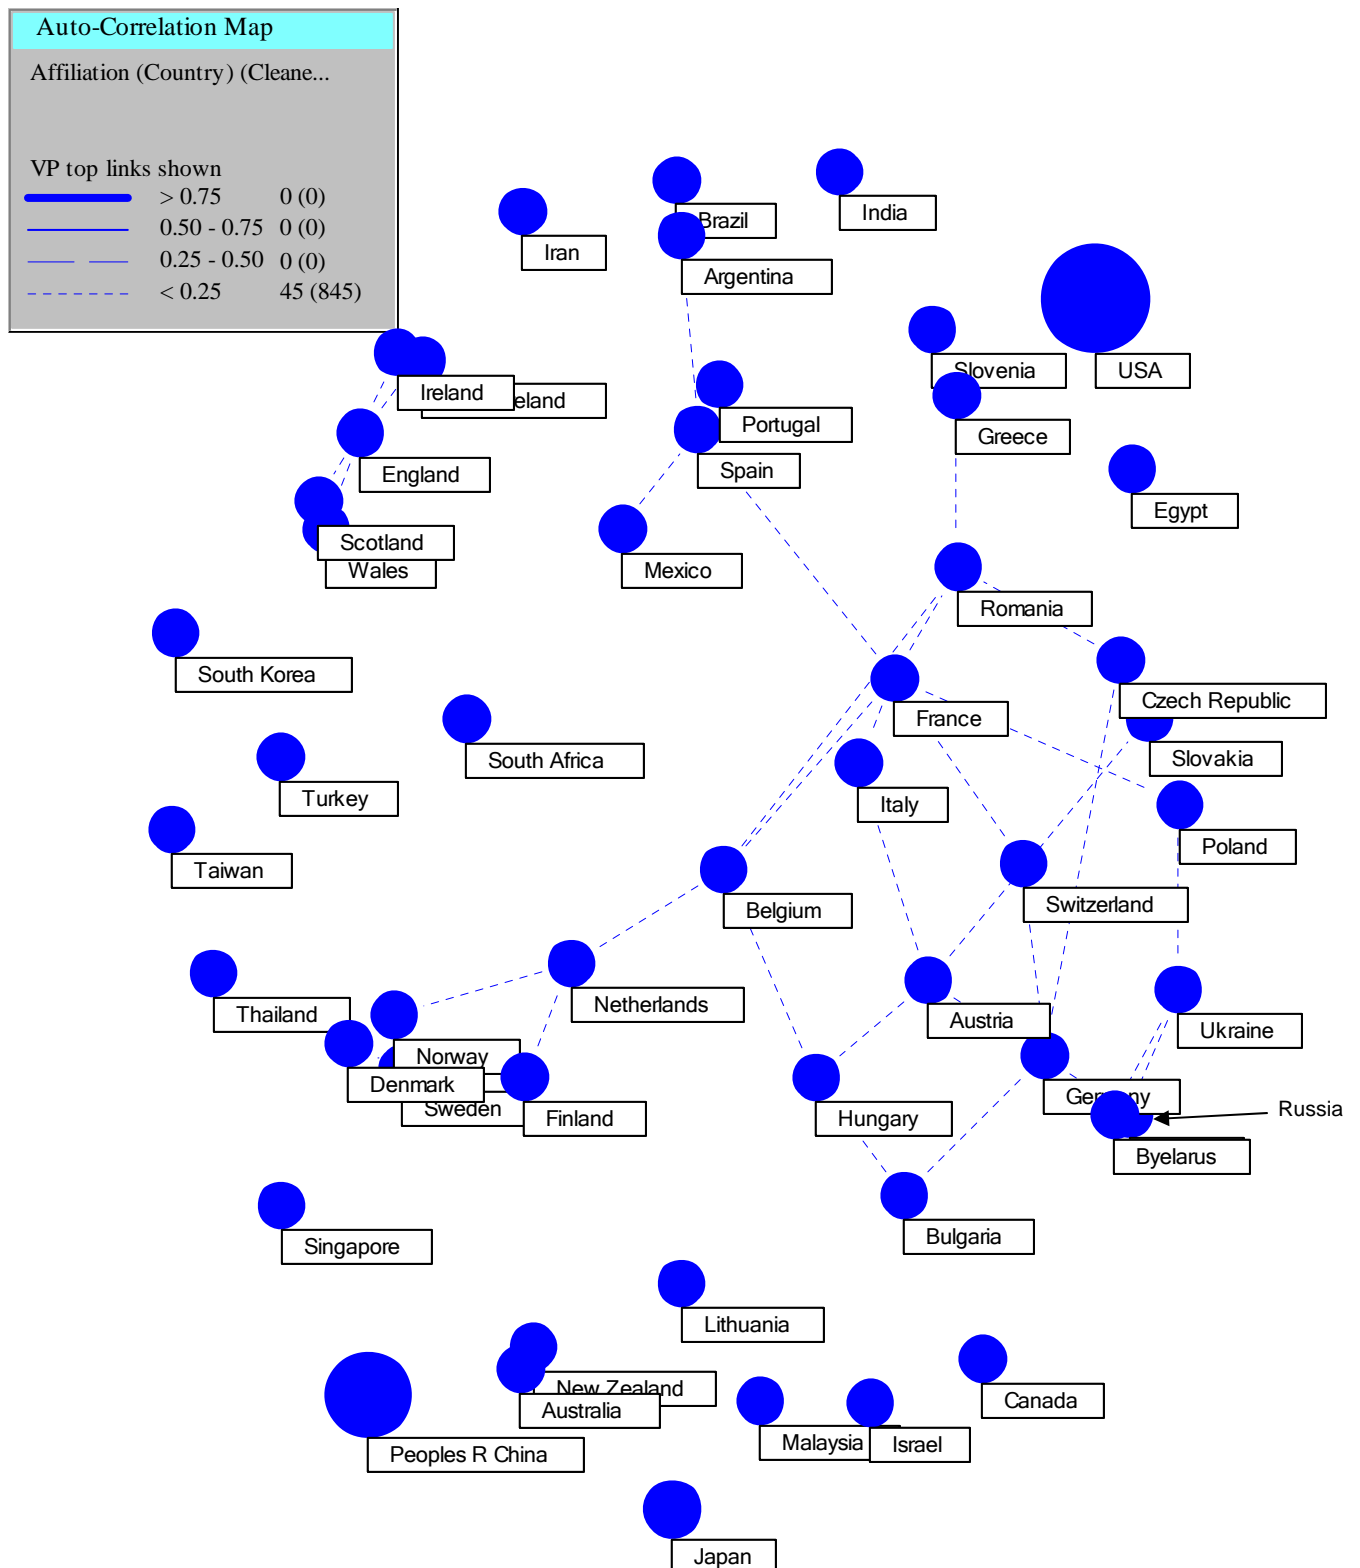 Auto-Correlation Map
Affiliation (Country) (Cleane...
VP top links shown
> 0.75 0 (0)
0.50 - 0.75 0 (0)
0.25 - 0.50 0 (0)
< 0.25 45 (845)
Brazil
India
Iran
Argentina
Slovenia
USA
Ireland
eland
Portugal
Greece
England
Spain
Egypt
Scotland
Wales
Mexico
Romania
South Korea
Czech Republic
France
Slovakia
South Africa
Turkey
Italy
Poland
Taiwan
Belgium
Switzerland
Netherlands
Thailand
Austria
Ukraine
Norway
Denmark
Sweden
Finland
Germany
Hungary
Russia
Byelarus
Bulgaria
Singapore
Lithuania
New Zealand
Australia
Canada
Malaysia
Israel
Peoples R China
Japan